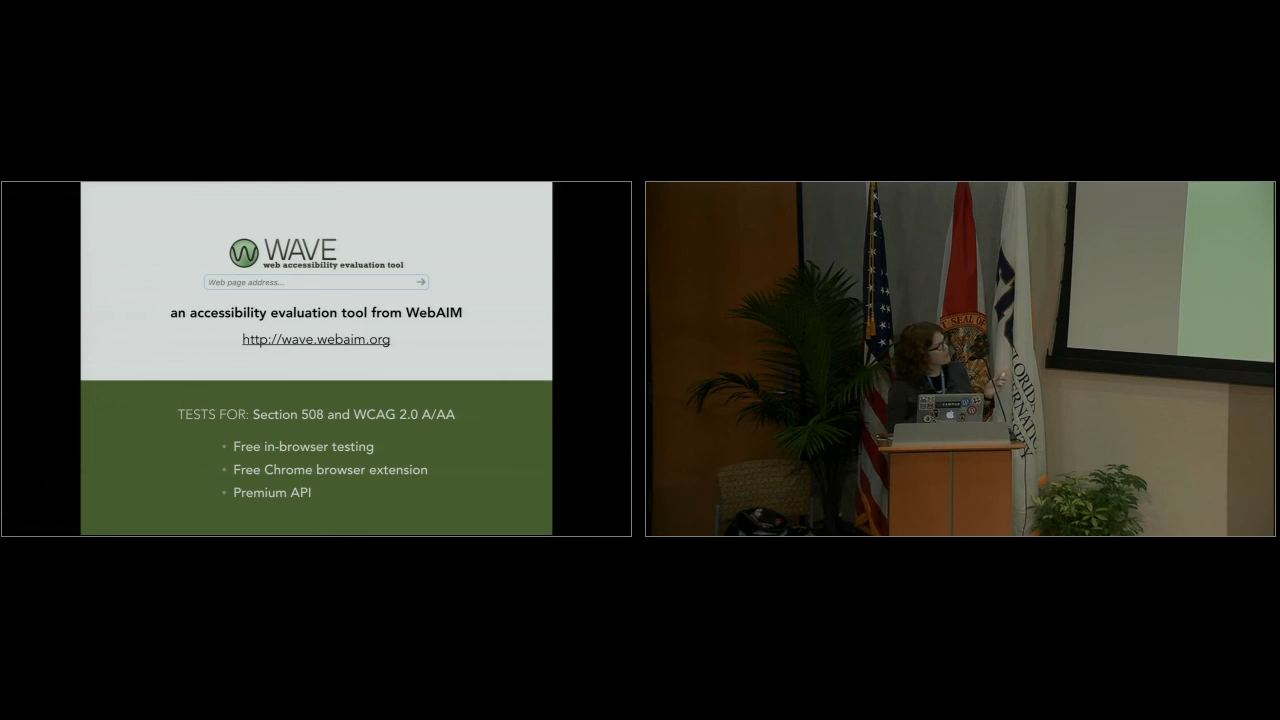 WAVE
web accessibility evaluation tool
Web page address...
an accessibility evaluation tool from WebAIM
http://wave.webaim.org
TESTS FOR: Section 508 and WCAG 2.0 A/AA
• Free in-browser testing
• Free Chrome browser extension
• Premium API